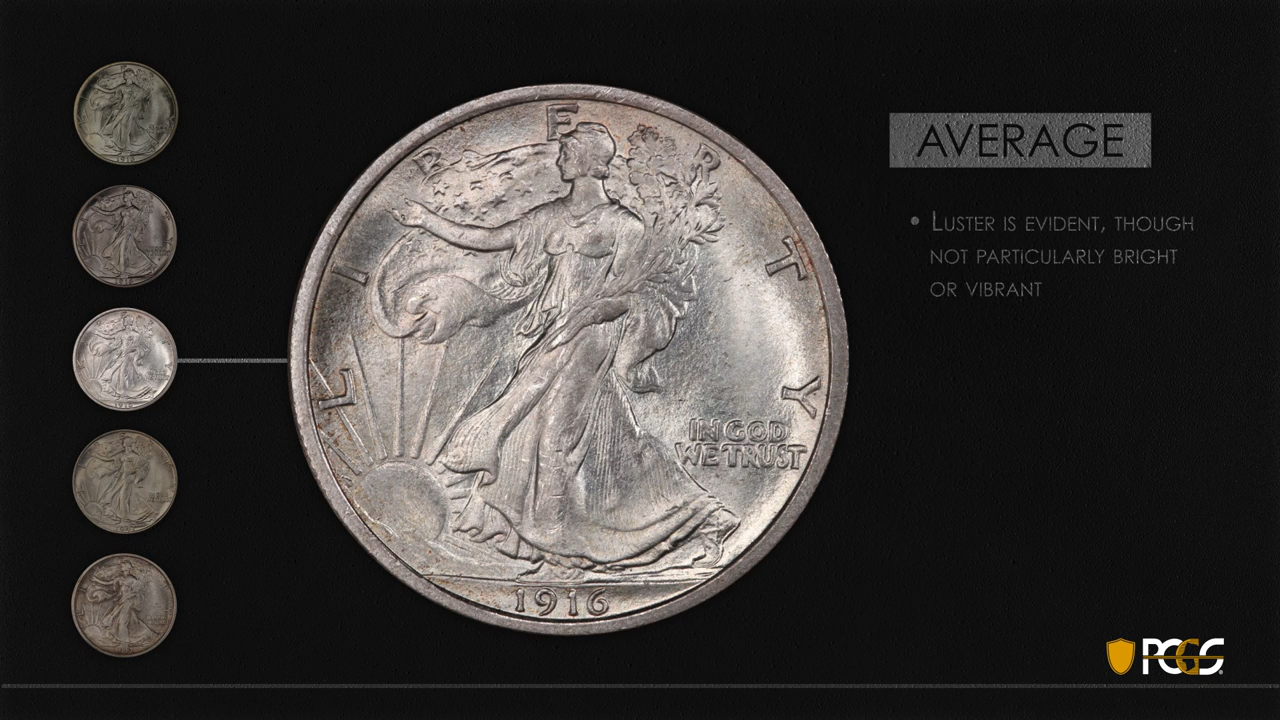 AVERAGE
• LUSTER IS EVIDENT, THOUGH
NOT PARTICULARLY BRIGHT
OR VIBRANT
LIBERTY
IN GOD
WE TRUST
1916
PCGS